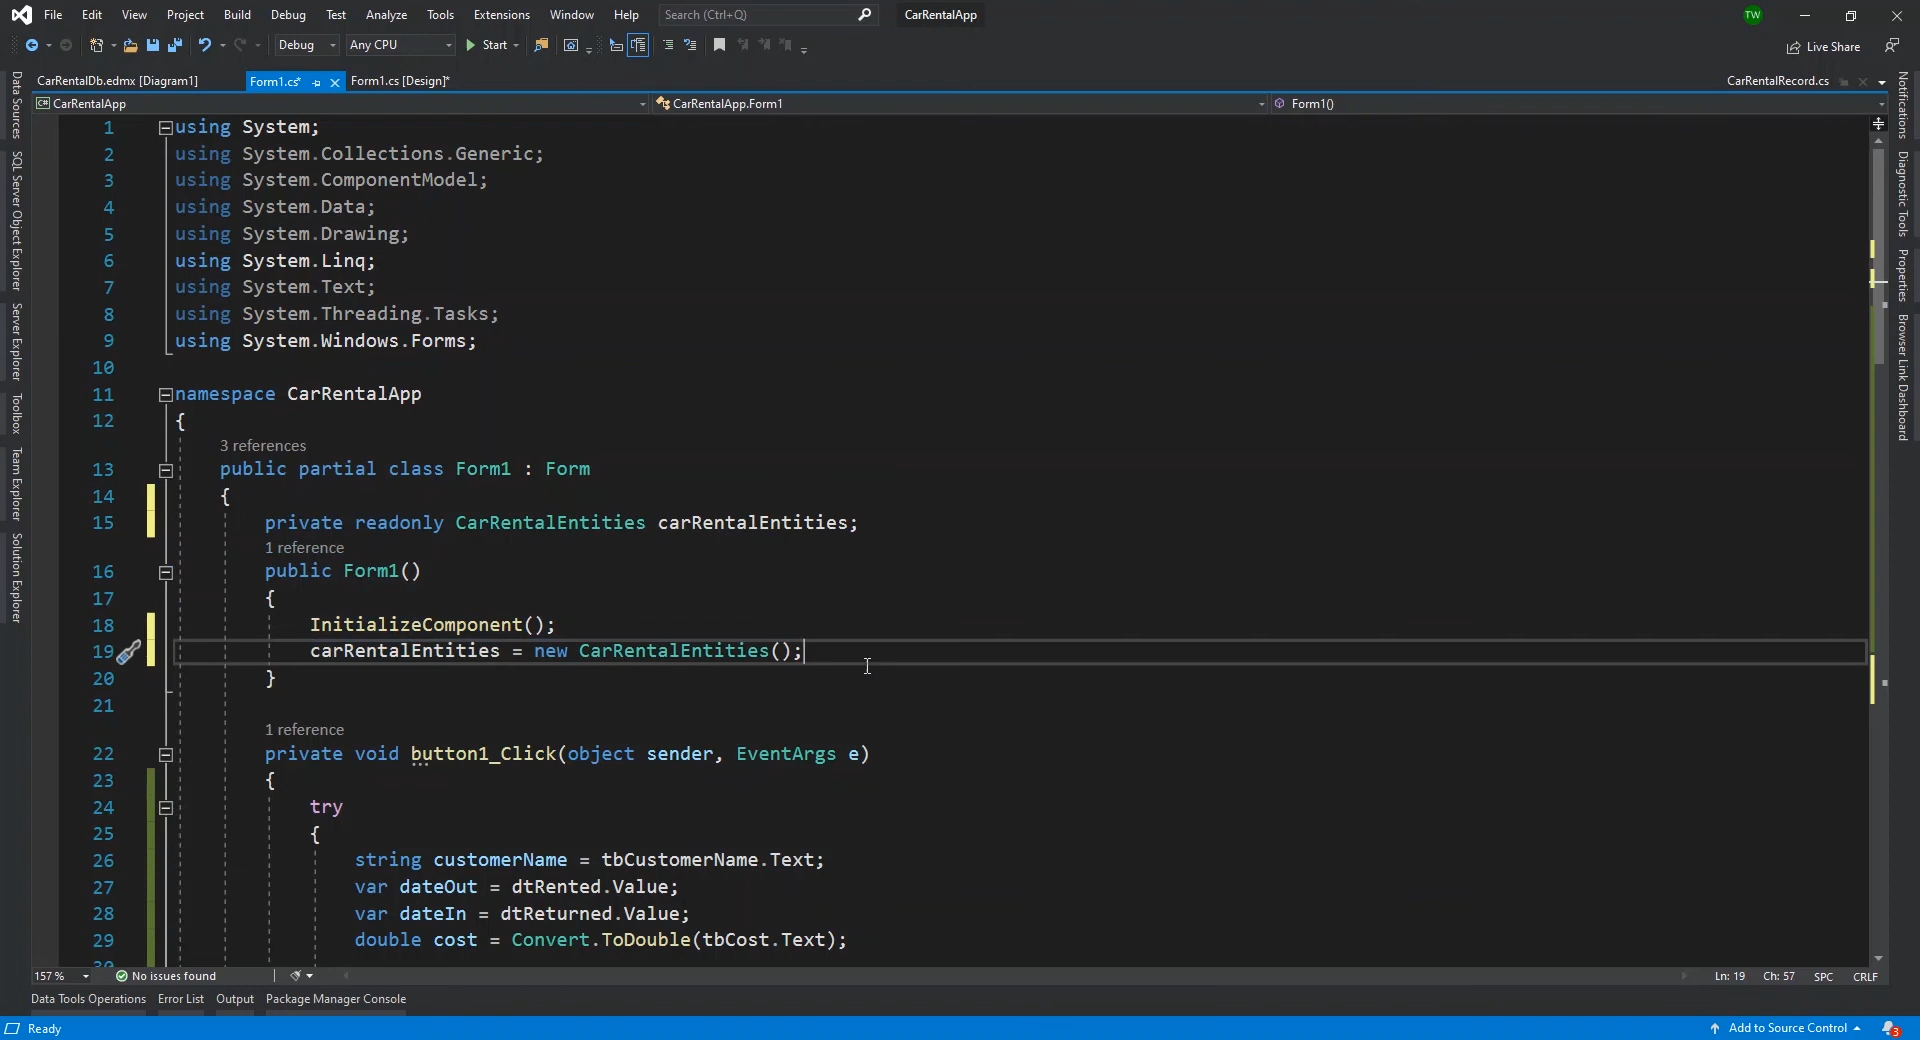 File Edit View Project Build Debug Test Analyze Tools Extensions Window Help Search (Ctrl+Q) CarRentalApp TW
Debug Any CPU Start Live Share
CarRentalDb.edmx [Diagram1] Form1.cs* Form1.cs [Design]* CarRentalRecord.cs
C# CarRentalApp CarRentalApp.Form1 Form1()
Data Sources
SQL Server Object Explorer
Server Explorer
Toolbox
Team Explorer
Solution Explorer
1 using System;
2 using System.Collections.Generic;
3 using System.ComponentModel;
4 using System.Data;
5 using System.Drawing;
6 using System.Linq;
7 using System.Text;
8 using System.Threading.Tasks;
9 using System.Windows.Forms;
10
11 namespace CarRentalApp
12 {
3 references
13 public partial class Form1 : Form
14 {
15 private readonly CarRentalEntities carRentalEntities;
1 reference
16 public Form1()
17 {
18 InitializeComponent();
19 carRentalEntities = new CarRentalEntities();
20 }
21
1 reference
22 private void button1_Click(object sender, EventArgs e)
23 {
24 try
25 {
26 string customerName = tbCustomerName.Text;
27 var dateOut = dtRented.Value;
28 var dateIn = dtReturned.Value;
29 double cost = Convert.ToDouble(tbCost.Text);
30
Notifications
Diagnostic Tools
Properties
Browser Link Dashboard
157 % No issues found Ln: 19 Ch: 57 SPC CRLF
Data Tools Operations Error List Output Package Manager Console
Ready Add to Source Control 3